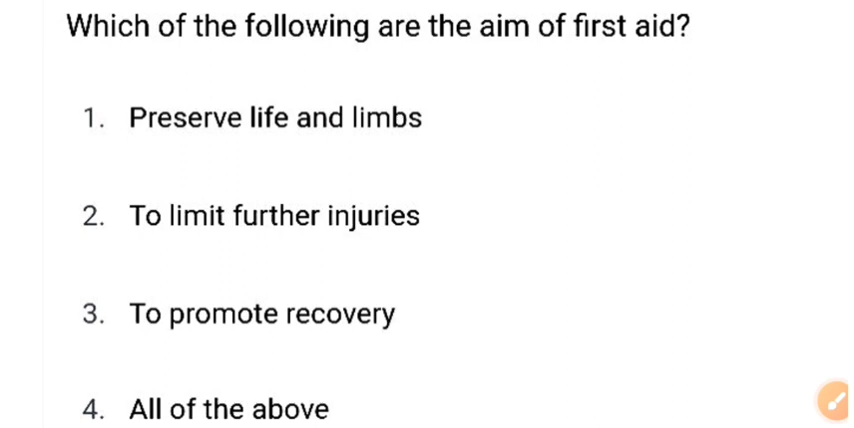 Which of the following are the aim of first aid?
1. Preserve life and limbs
2. To limit further injuries
3. To promote recovery
4. All of the above